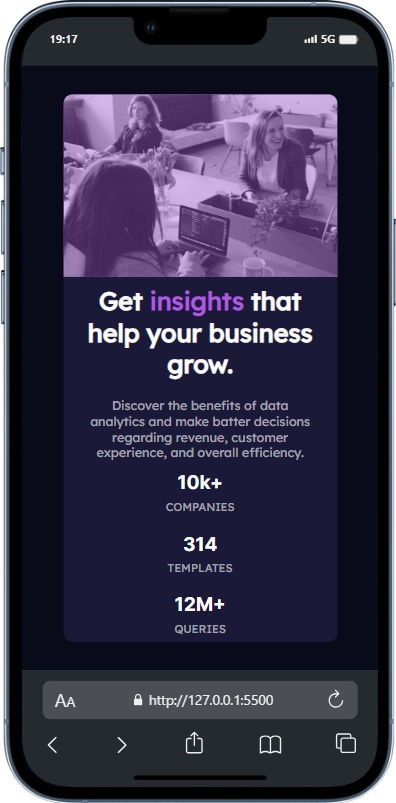 19:17
5G
Get insights that
help your business
grow.
Discover the benefits of data
analytics and make batter decisions
regarding revenue, customer
experience, and overall efficiency.
10k+
COMPANIES
314
TEMPLATES
12M+
QUERIES
AA
http://127.0.0.1:5500